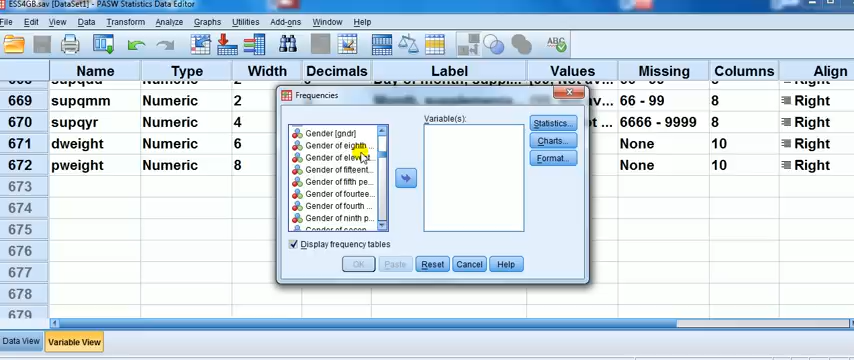 ESS4GB.sav [DataSet1] - PASW Statistics Data Editor
File Edit View Data Transform Analyze Graphs Utilities Add-ons Window Help
Name Type Width Decimals Label Values Missing Columns Align
669 supqmm Numeric 2 66 - 99 8 Right
670 supqyr Numeric 4 6666 - 9999 8 Right
671 dweight Numeric 6 None 10 Right
672 pweight Numeric 8 None 10 Right
673
674
675
676
677
678
679
Frequencies
Variable(s):
Gender [gndr]
Gender of eighth ...
Gender of elevent...
Gender of fifteent...
Gender of fifth pe...
Gender of fourtee...
Gender of fourth ...
Gender of ninth p...
Statistics...
Charts...
Format...
Display frequency tables
OK Paste Reset Cancel Help
Data View Variable View